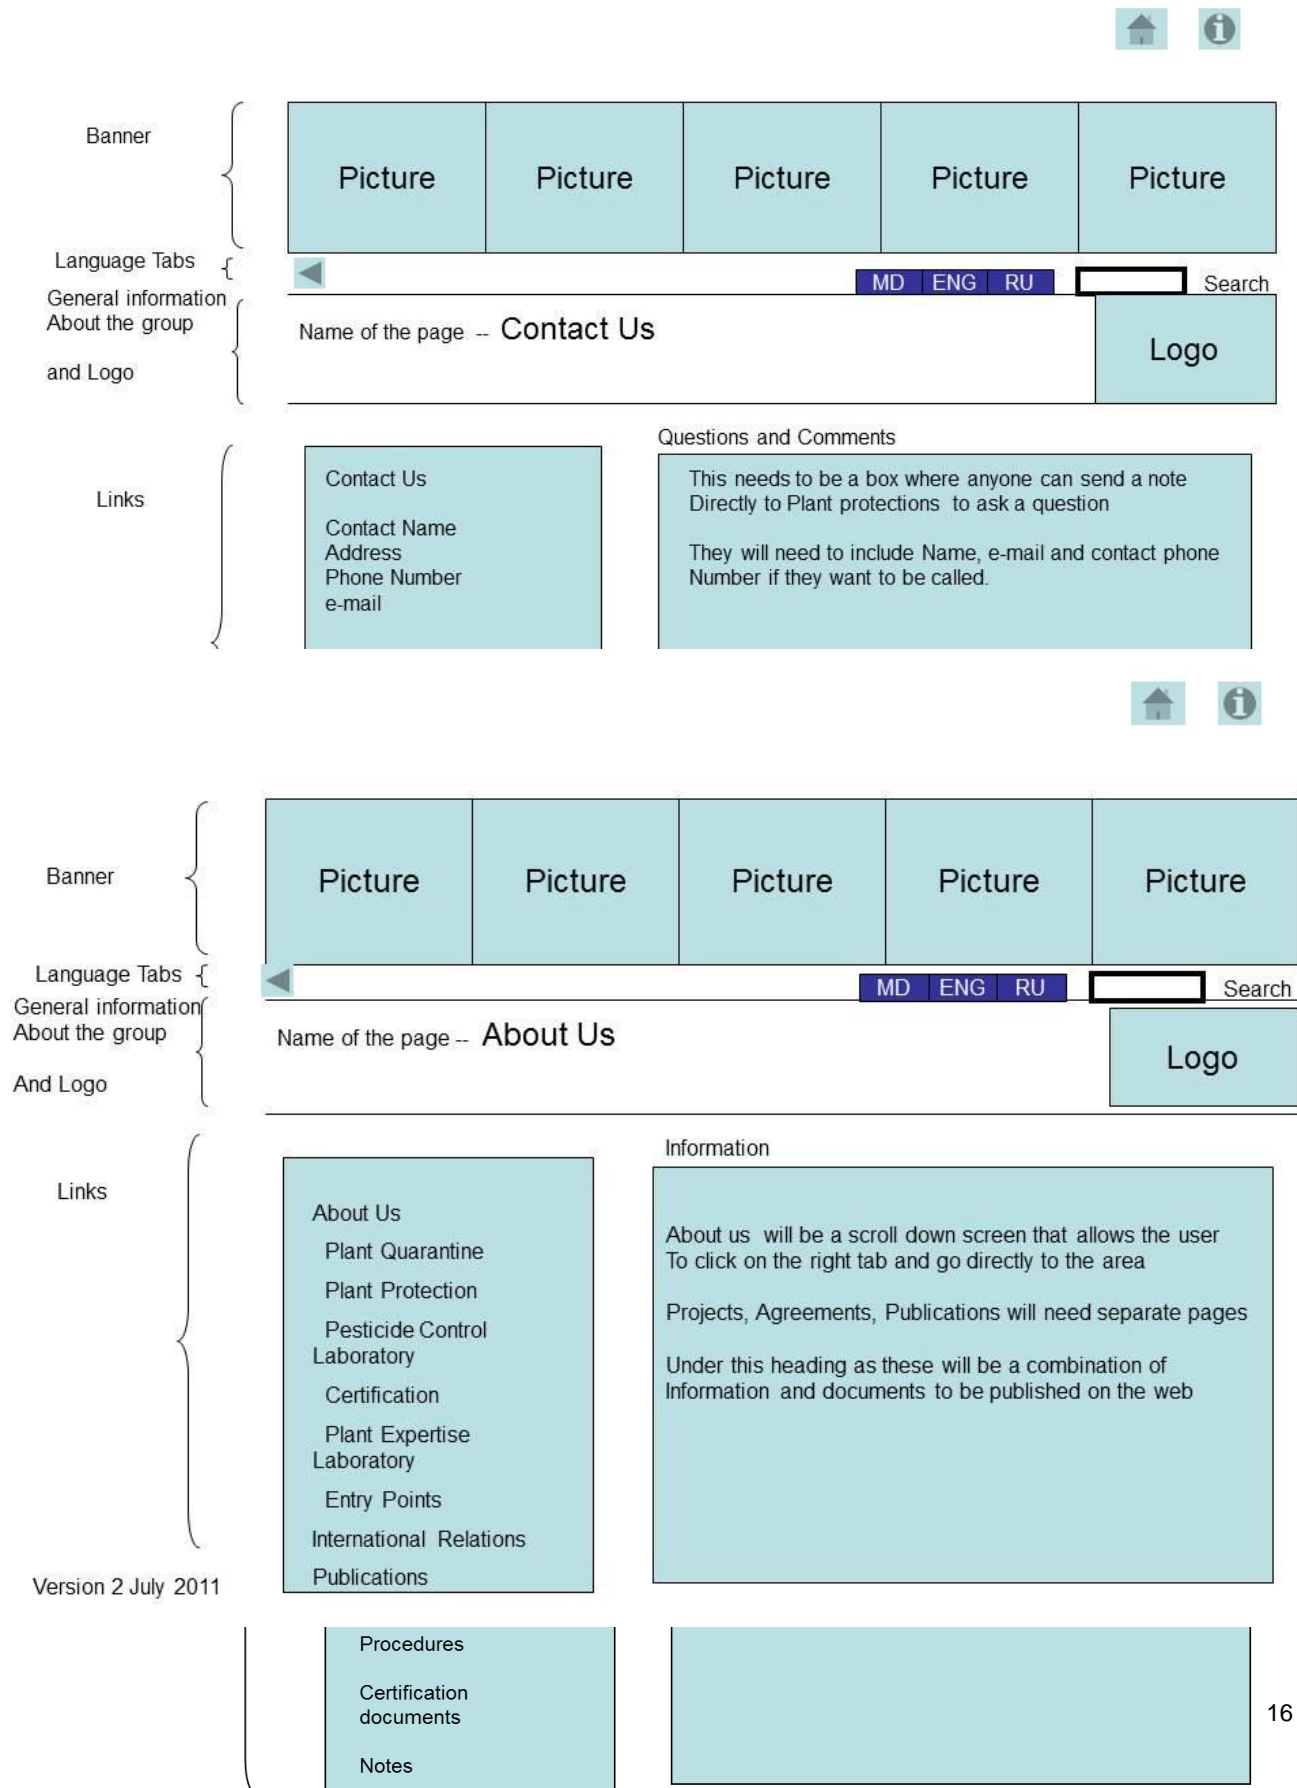 Banner
Picture Picture Picture Picture Picture
Language Tabs
MD ENG RU Search
General information
About the group
and Logo
Name of the page -- Contact Us
Logo
Links
Contact Us
Contact Name
Address
Phone Number
e-mail
Questions and Comments
This needs to be a box where anyone can send a note
Directly to Plant protections to ask a question
They will need to include Name, e-mail and contact phone
Number if they want to be called.
Banner
Picture Picture Picture Picture Picture
Language Tabs
MD ENG RU Search
General information
About the group
And Logo
Name of the page -- About Us
Logo
Links
About Us
Plant Quarantine
Plant Protection
Pesticide Control
Laboratory
Certification
Plant Expertise
Laboratory
Entry Points
International Relations
Publications
Information
About us will be a scroll down screen that allows the user
To click on the right tab and go directly to the area
Projects, Agreements, Publications will need separate pages
Under this heading as these will be a combination of
Information and documents to be published on the web
Version 2 July 2011
Procedures
Certification
documents
Notes
16